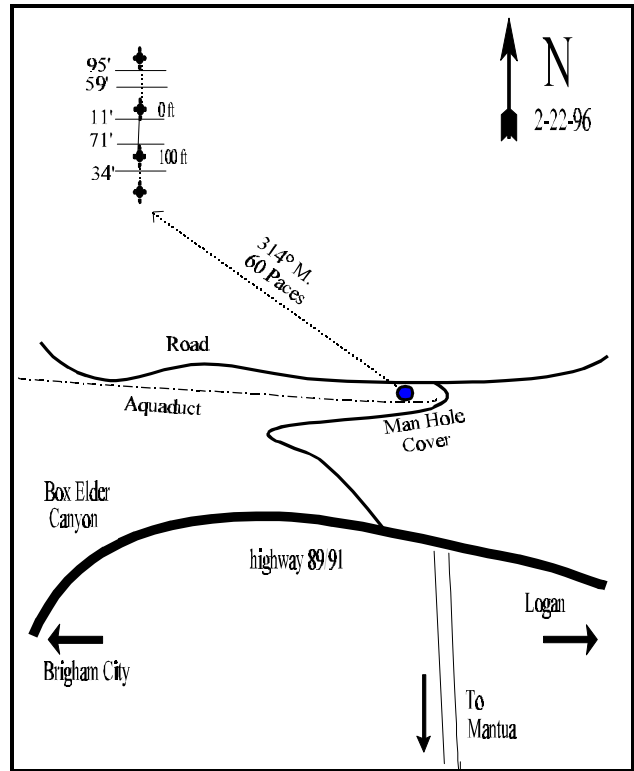 95'
59'
11'
0 ft
71'
100 ft
34'
N
2-22-96
314° M.
60 Paces
Road
Aquaduct
Man Hole
Cover
Box Elder
Canyon
highway 89/91
Logan
Brigham City
To
Mantua